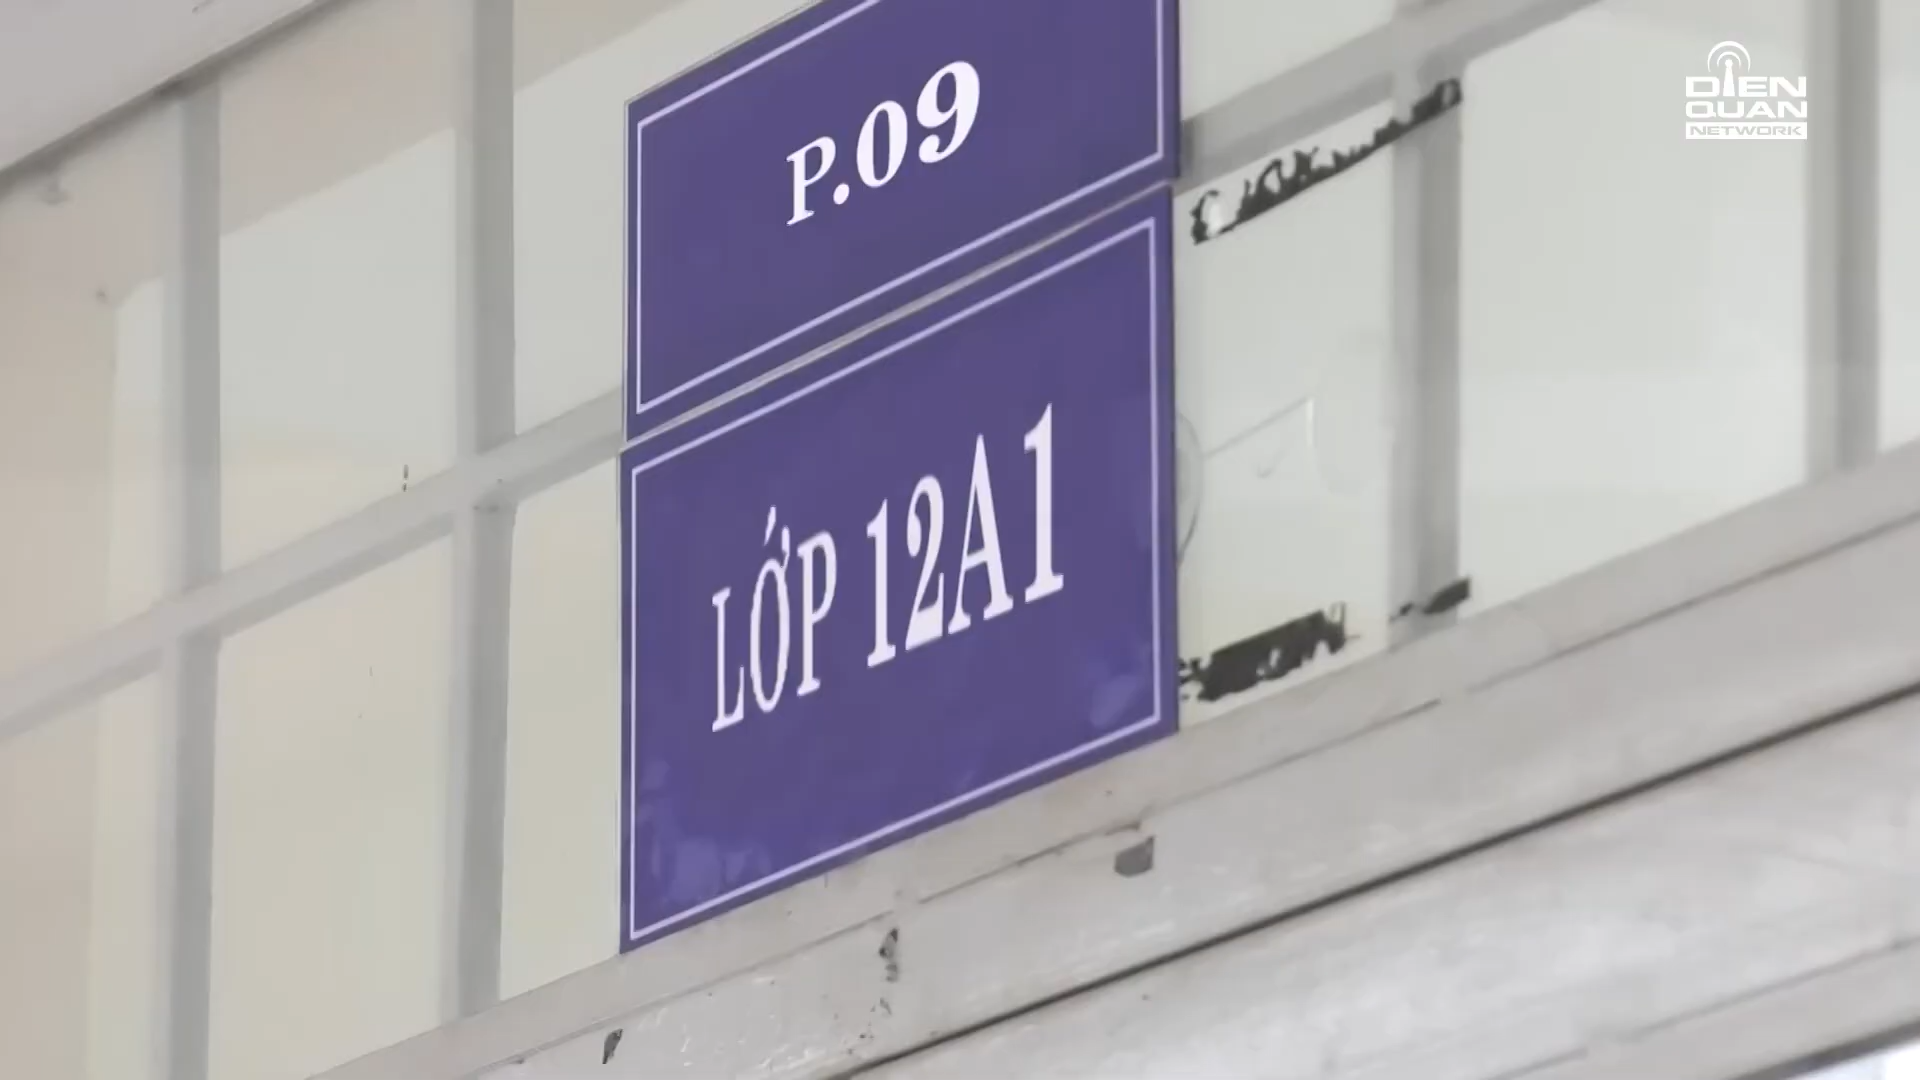 P.09
LỚP 12A1
DIEN
QUAN
NETWORK